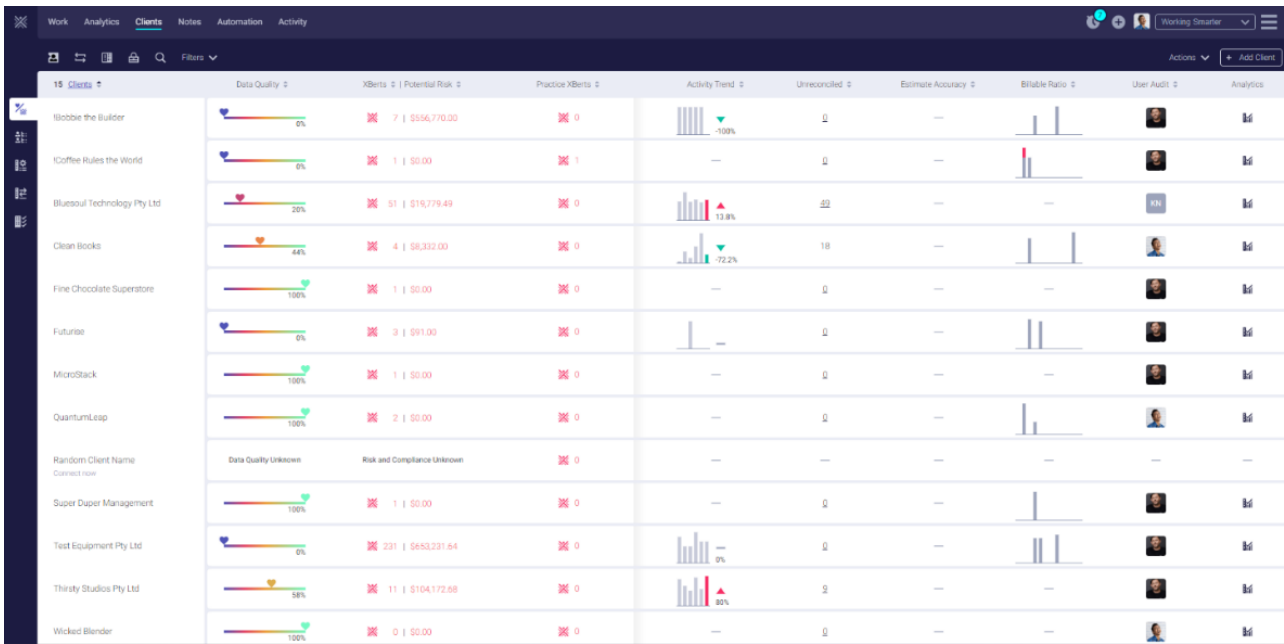 Work Analytics Clients Notes Automation Activity ? Working Smarter
Filters Actions + Add Client
15 Clients Data Quality XBerts | Potential Risk Practice XBerts Activity Trend Unreconciled Estimate Accuracy Billable Ratio User Audit Analytics
!Bobbie the Builder 0% 7 | $556,770.00 0 -100% 0 —
!Coffee Rules the World 0% 1 | $0.00 1 — 0 —
Bluesoul Technology Pty Ltd 20% 51 | $19,779.49 0 13.8% 49 — — KN
Clean Books 44% 4 | $8,332.00 0 -72.2% 18 —
Fine Chocolate Superstore 100% 1 | $0.00 0 — 0 — —
Futurise 0% 3 | $91.00 0 — 0 —
MicroStack 100% 1 | $0.00 0 — 0 — —
QuantumLeap 100% 2 | $0.00 0 — 0 —
Random Client Name Data Quality Unknown Risk and Compliance Unknown 0 — — — — — —
Connect now
Super Duper Management 100% 1 | $0.00 0 — 0 —
Test Equipment Pty Ltd 0% 231 | $653,231.64 0 — 0% 0 —
Thirsty Studios Pty Ltd 58% 11 | $104,172.68 0 80% 9 — —
Wicked Blender 100% 0 | $0.00 0 — 0 — —